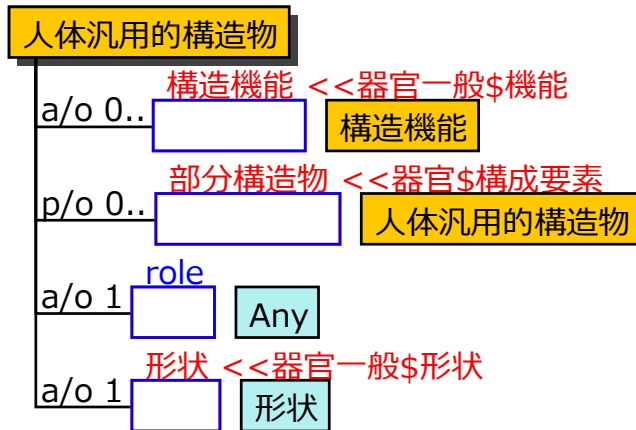 人体汎用的構造物
構造機能 <<器官一般$機能
a/o 0.. 構造機能
部分構造物 <<器官$構成要素
p/o 0.. 人体汎用的構造物
role
a/o 1 Any
形状 <<器官一般$形状
a/o 1 形状